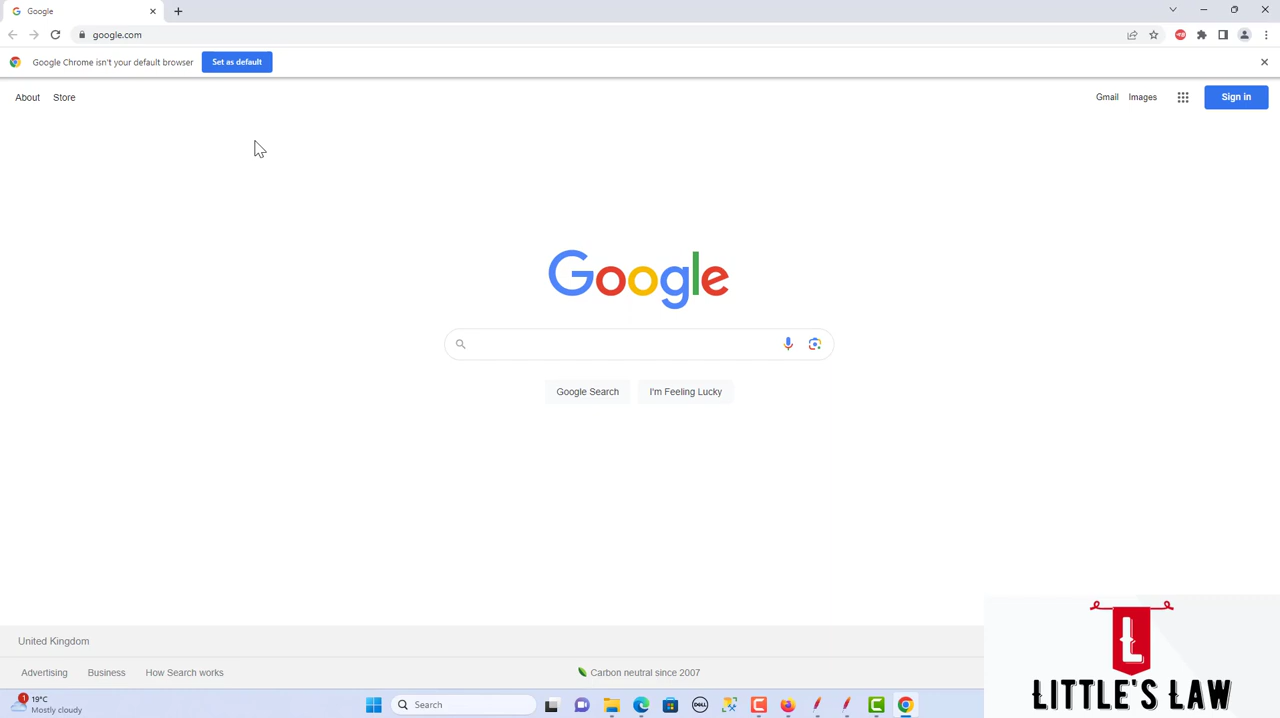 Google
google.com
Google Chrome isn't your default browser
Set as default
About
Store
Gmail
Images
Sign in
Google
Google Search
I'm Feeling Lucky
United Kingdom
Advertising
Business
How Search works
Carbon neutral since 2007
L
LITTLE'S LAW
1
19°C
Mostly cloudy
Search
DELL